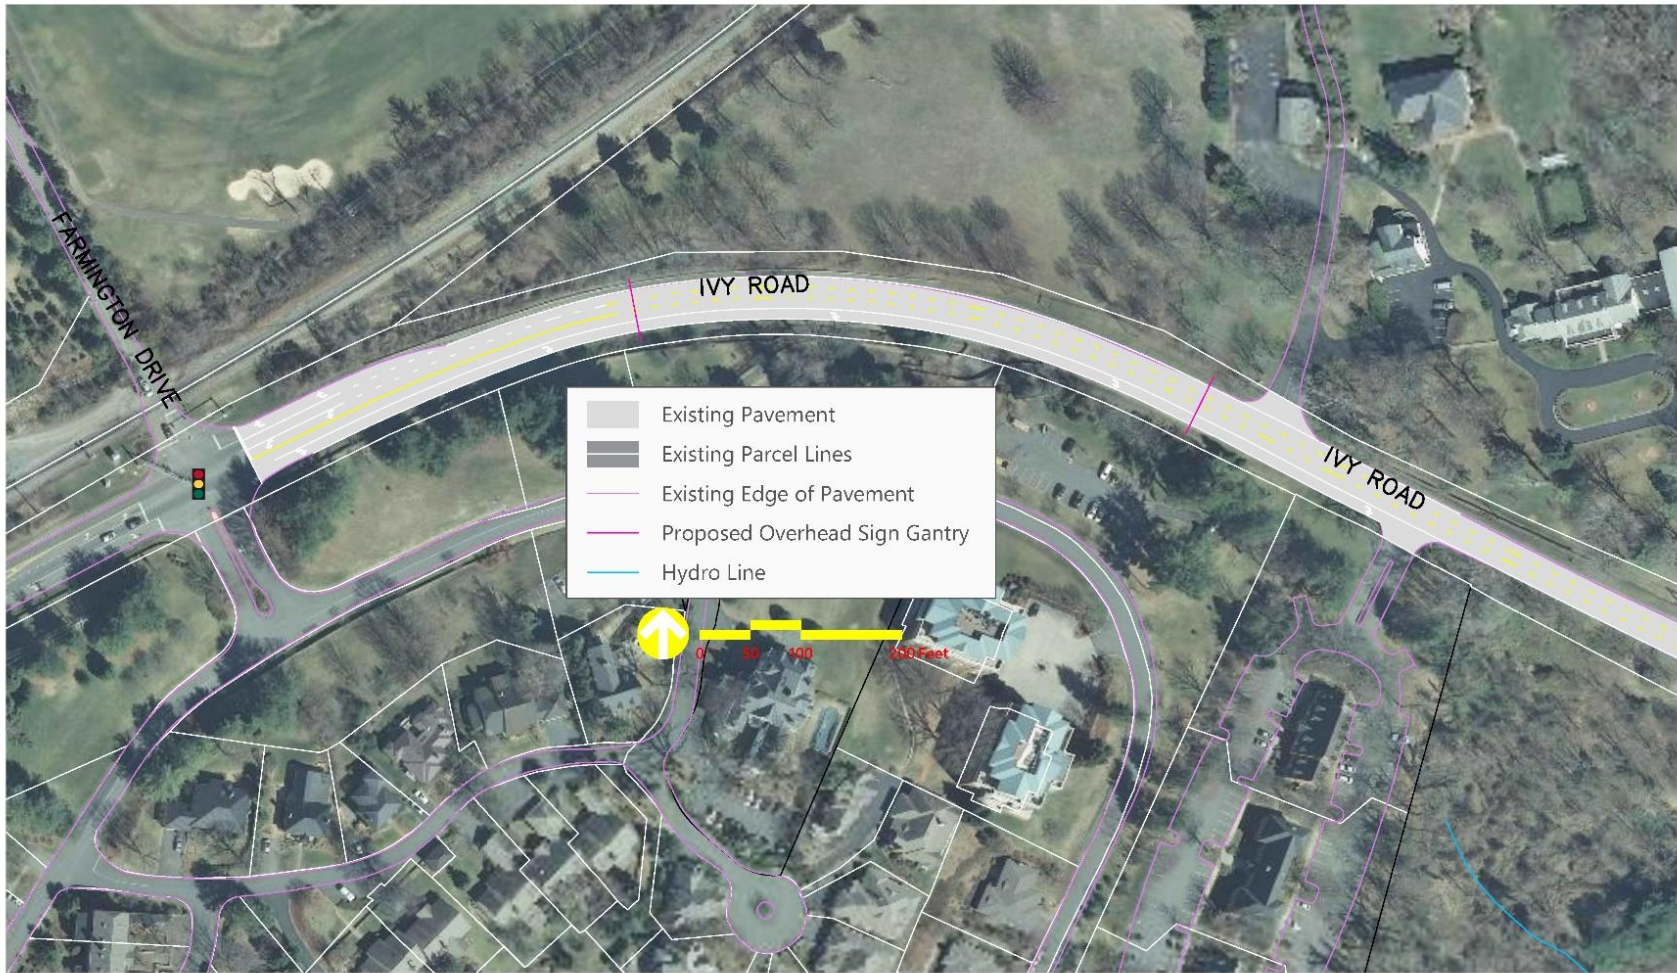 FARMINGTON DRIVE
IVY ROAD
IVY ROAD
Existing Pavement
Existing Parcel Lines
Existing Edge of Pavement
Proposed Overhead Sign Gantry
Hydro Line
0 50 100 200 Feet